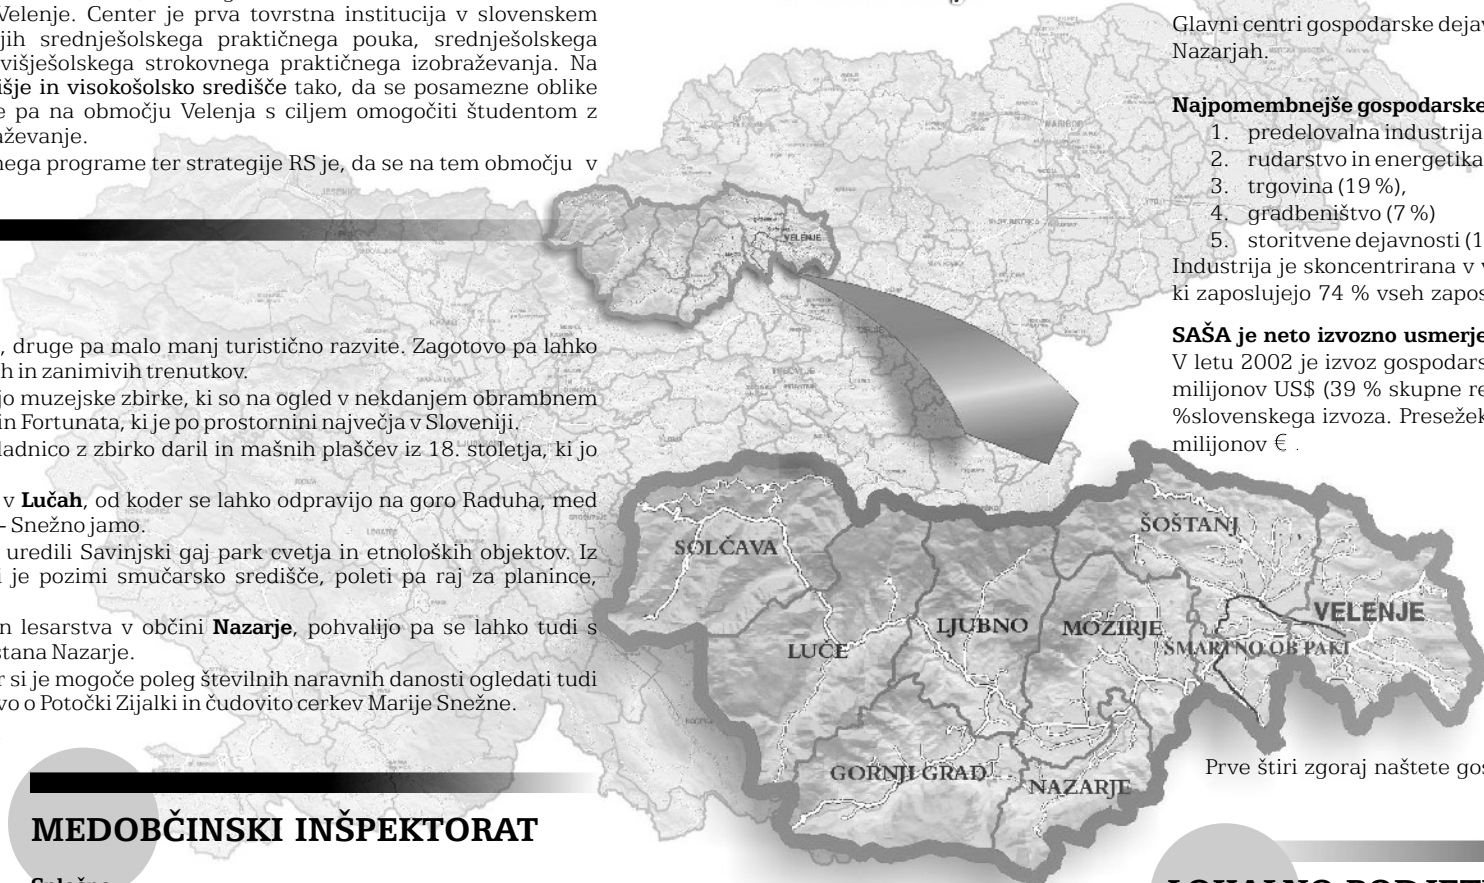 Velenje. Center je prva tovrstna institucija v slovenskem
jih srednješolskega praktičnega pouka, srednješolskega
višješolskega strokovnega praktičnega izobraževanja. Na
išje in visokošolsko središče tako, da se posamezne oblike
e pa na območju Velenja s ciljem omogočiti študentom z
aževanje.
nega programe ter strategije RS je, da se na tem območju v
, druge pa malo manj turistično razvite. Zagotovo pa lahko
h in zanimivih trenutkov.
jo muzejske zbirke, ki so na ogled v nekdanjem obrambnem
in Fortunata, ki je po prostornini največja v Sloveniji.
ladnico z zbirko daril in mašnih plaščev iz 18. stoletja, ki jo
v Lučah, od koder se lahko odpravijo na goro Raduha, med
- Snežno jamo.
uredili Savinjski gaj park cvetja in etnoloških objektov. Iz
i je pozimi smučarsko središče, poleti pa raj za planince,
n lesarstva v občini Nazarje, pohvalijo pa se lahko tudi s
stana Nazarje.
r si je mogoče poleg številnih naravnih danosti ogledati tudi
vo o Potočki Zijalki in čudovito cerkev Marije Snežne.
MEDOBČINSKI INŠPEKTORAT
Glavni centri gospodarske dejav
Nazarjah.
Najpomembnejše gospodarske
1. predelovalna industrija
2. rudarstvo in energetika
3. trgovina (19 %),
4. gradbeništvo (7 %)
5. storitvene dejavnosti (1
Industrija je skoncentrirana v v
ki zaposlujejo 74 % vseh zapos
SAŠA je neto izvozno usmerje
V letu 2002 je izvoz gospodars
milijonov US$ (39 % skupne re
%slovenskega izvoza. Presežek
milijonov € .
VELENJE
SOLČAVA
LUČE
LJUBNO
MOZIRJE
ŠOŠTANJ
VELENJE
SMARTNO OB PAKI
GORNJI GRAD
NAZARJE
Prve štiri zgoraj naštete gos